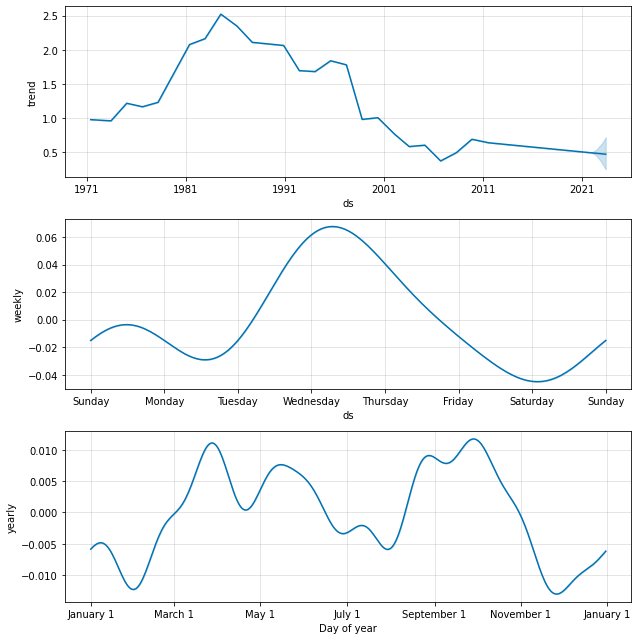 2.5
2.0
1.5
1.0
0.5
trend
1971 1981 1991 2001 2011 2021
ds
0.06
0.04
0.02
0.00
−0.02
−0.04
weekly
Sunday Monday Tuesday Wednesday Thursday Friday Saturday Sunday
ds
0.010
0.005
0.000
−0.005
−0.010
yearly
January 1 March 1 May 1 July 1 September 1 November 1 January 1
Day of year